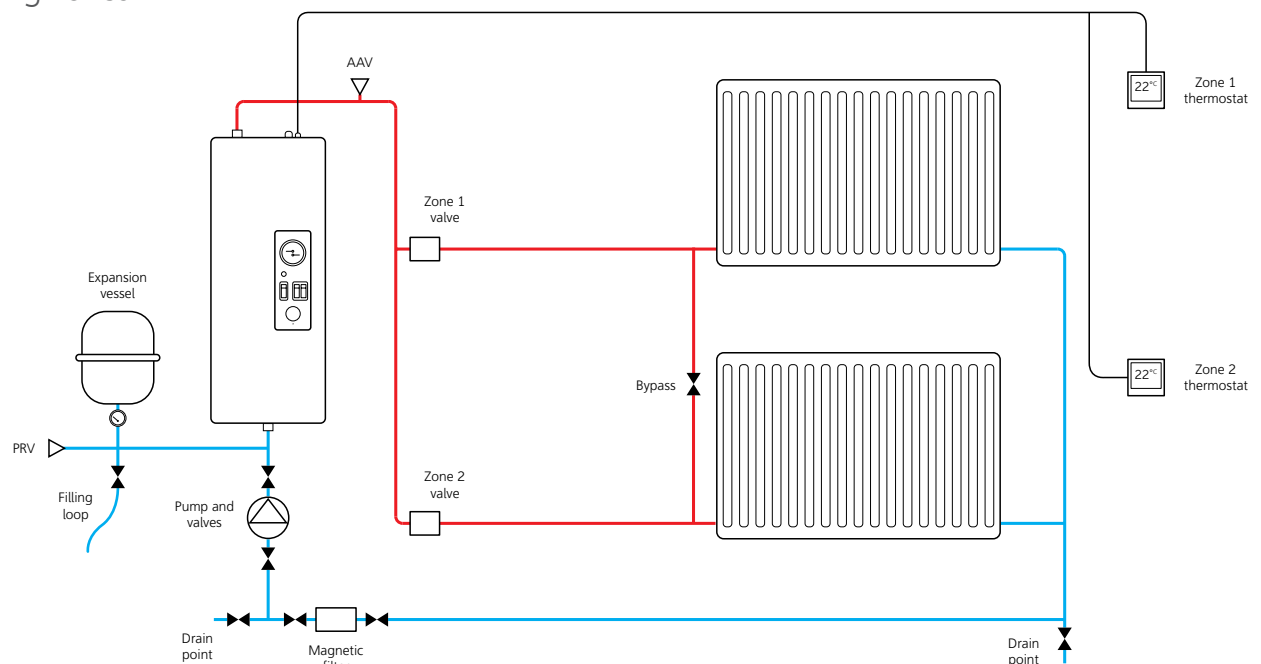 AAV
22°C
Zone 1
thermostat
Zone 1
valve
Expansion
vessel
Bypass
22°C
Zone 2
thermostat
PRV
Zone 2
valve
Filling
loop
Pump and
valves
Drain
point
Magnetic
Drain
point